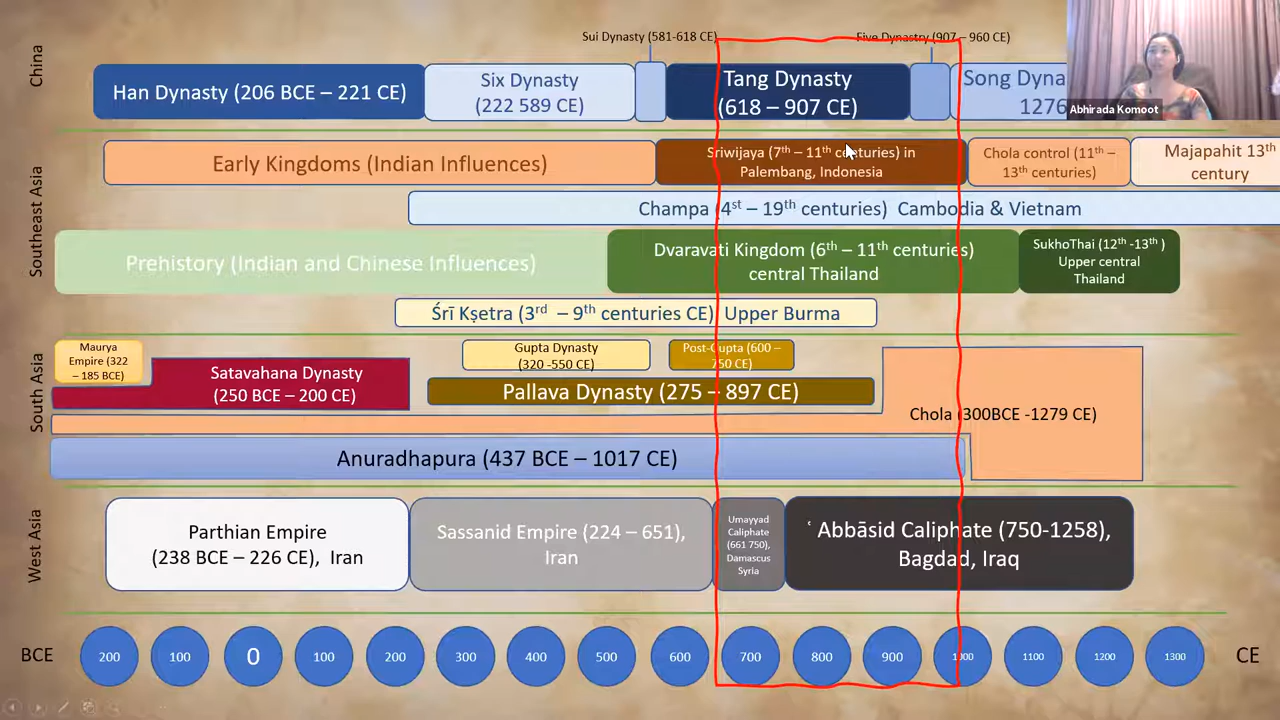 Sui Dynasty (581-618 CE)
Five Dynastry (907 – 960 CE)
China
Han Dynasty (206 BCE – 221 CE)
Six Dynasty
(222 589 CE)
Tang Dynasty
(618 – 907 CE)
Song Dyna
1276
Abhirada Komoot
Southeast Asia
Early Kingdoms (Indian Influences)
Sriwijaya (7th – 11th centuries) in
Palembang, Indonesia
Chola control (11th –
13th centuries)
Majapahit 13th
century
Champa (4st – 19th centuries) Cambodia & Vietnam
Prehistory (Indian and Chinese Influences)
Dvaravati Kingdom (6th – 11th centuries)
central Thailand
SukhoThai (12th -13th )
Upper central
Thailand
Śrī Kṣetra (3rd – 9th centuries CE) Upper Burma
South Asia
Maurya
Empire (322
– 185 BCE)
Satavahana Dynasty
(250 BCE – 200 CE)
Gupta Dynasty
(320 -550 CE)
Post-Gupta (600 –
750 CE)
Pallava Dynasty (275 – 897 CE)
Chola (300BCE -1279 CE)
Anuradhapura (437 BCE – 1017 CE)
West Asia
Parthian Empire
(238 BCE – 226 CE), Iran
Sassanid Empire (224 – 651),
Iran
Umayyad
Caliphate
(661 750),
Damascus
Syria
ʿ Abbāsid Caliphate (750-1258),
Bagdad, Iraq
BCE 200 100 0 100 200 300 400 500 600 700 800 900 1000 1100 1200 1300 CE